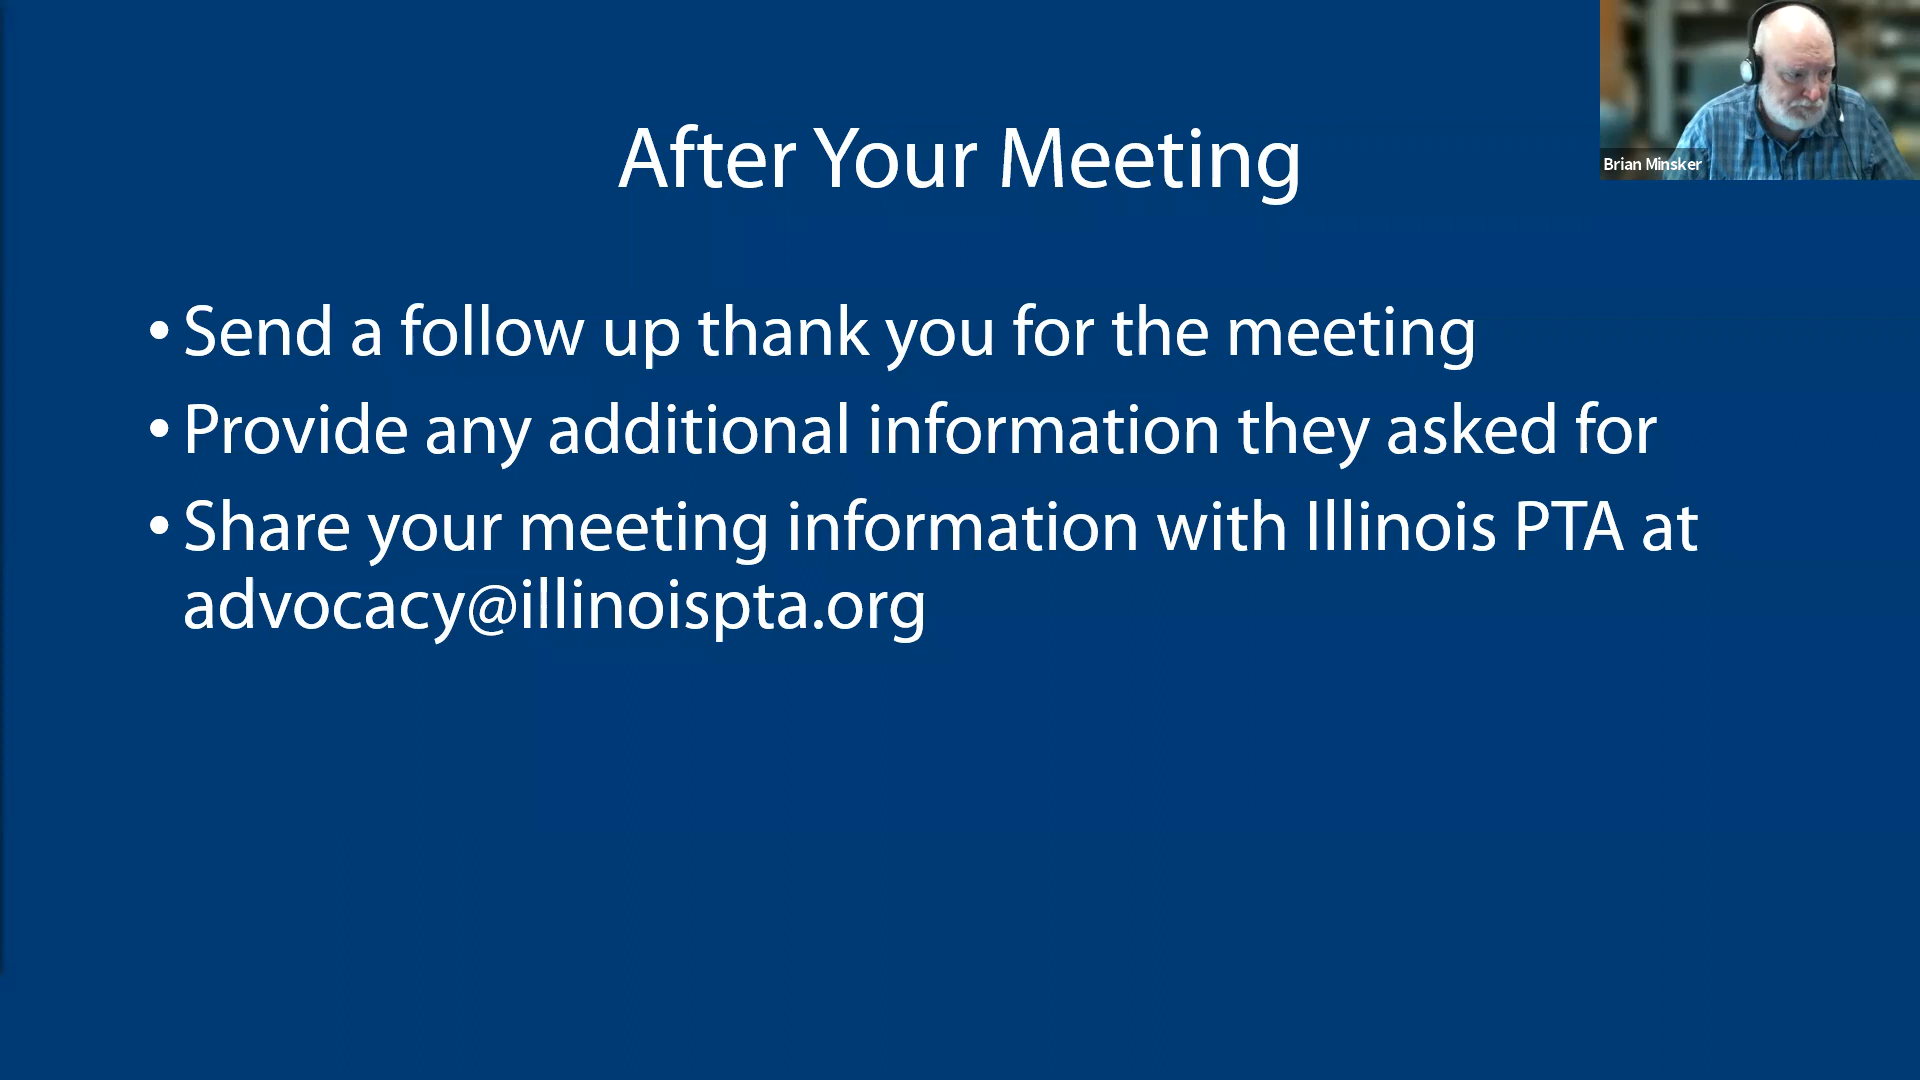 After Your Meeting
Brian Minsker
• Send a follow up thank you for the meeting
• Provide any additional information they asked for
• Share your meeting information with Illinois PTA at
advocacy@illinoispta.org